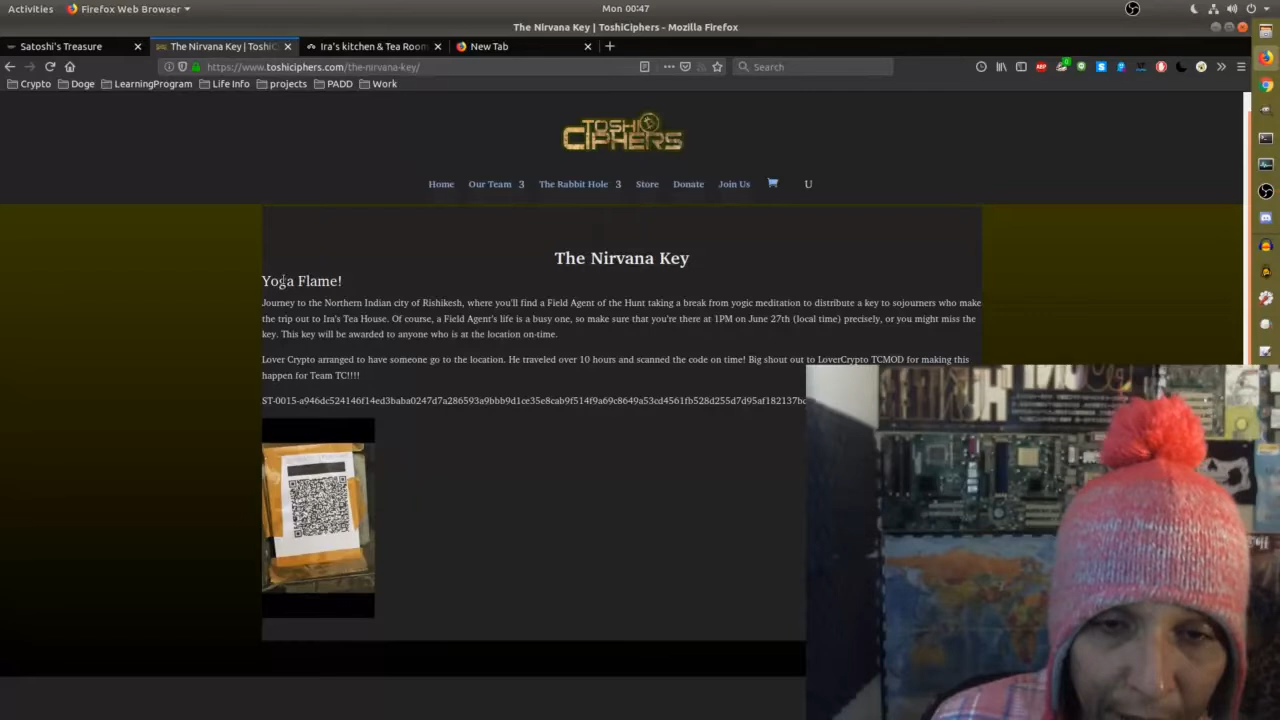 Activities Firefox Web Browser Mon 00:47
The Nirvana Key | ToshiCiphers - Mozilla Firefox
Satoshi's Treasure The Nirvana Key | ToshiC Ira's kitchen & Tea Room New Tab
https://www.toshiciphers.com/the-nirvana-key/ Search
Crypto Doge LearningProgram Life Info projects PADD Work
TOSHI
CIPHERS
Home Our Team 3 The Rabbit Hole 3 Store Donate Join Us U
The Nirvana Key
Yoga Flame!
Journey to the Northern Indian city of Rishikesh, where you'll find a Field Agent of the Hunt taking a break from yogic meditation to distribute a key to sojourners who make
the trip out to Ira's Tea House. Of course, a Field Agent's life is a busy one, so make sure that you're there at 1PM on June 27th (local time) precisely, or you might miss the
key. This key will be awarded to anyone who is at the location on-time.
Lover Crypto arranged to have someone go to the location. He traveled over 10 hours and scanned the code on time! Big shout out to LoverCrypto TCMOD for making this
happen for Team TC!!!!
ST-0015-a946dc524146f14ed3baba0247d7a286593a9bbb9d1ce35e8cab9f514f9a69c8649a53cd4561fb528d255d7d95af182137bc